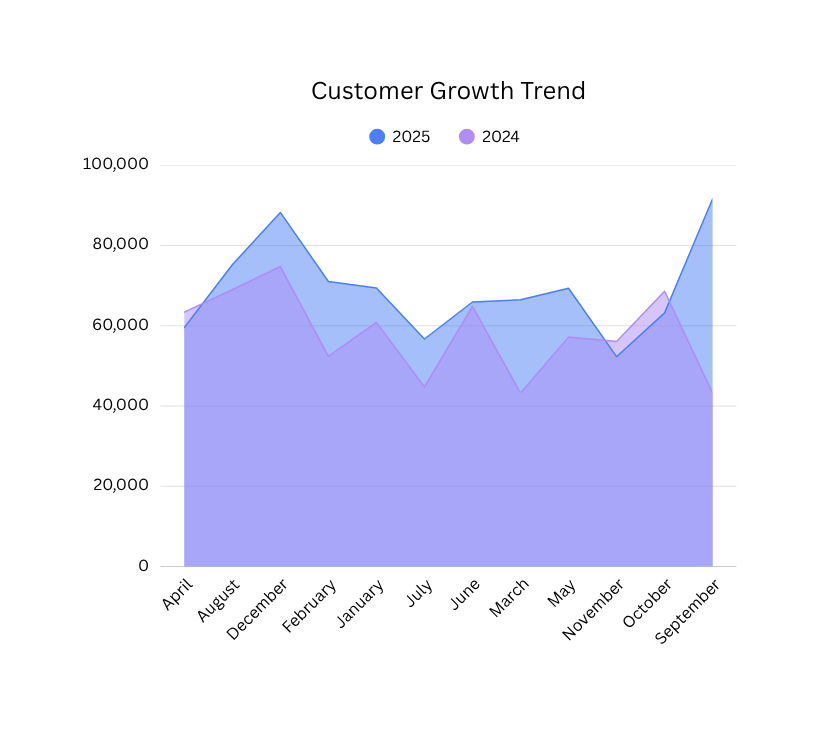 Customer Growth Trend
2025 2024
100,000
80,000
60,000
40,000
20,000
0
April
August
December
February
January
July
June
March
May
November
October
September